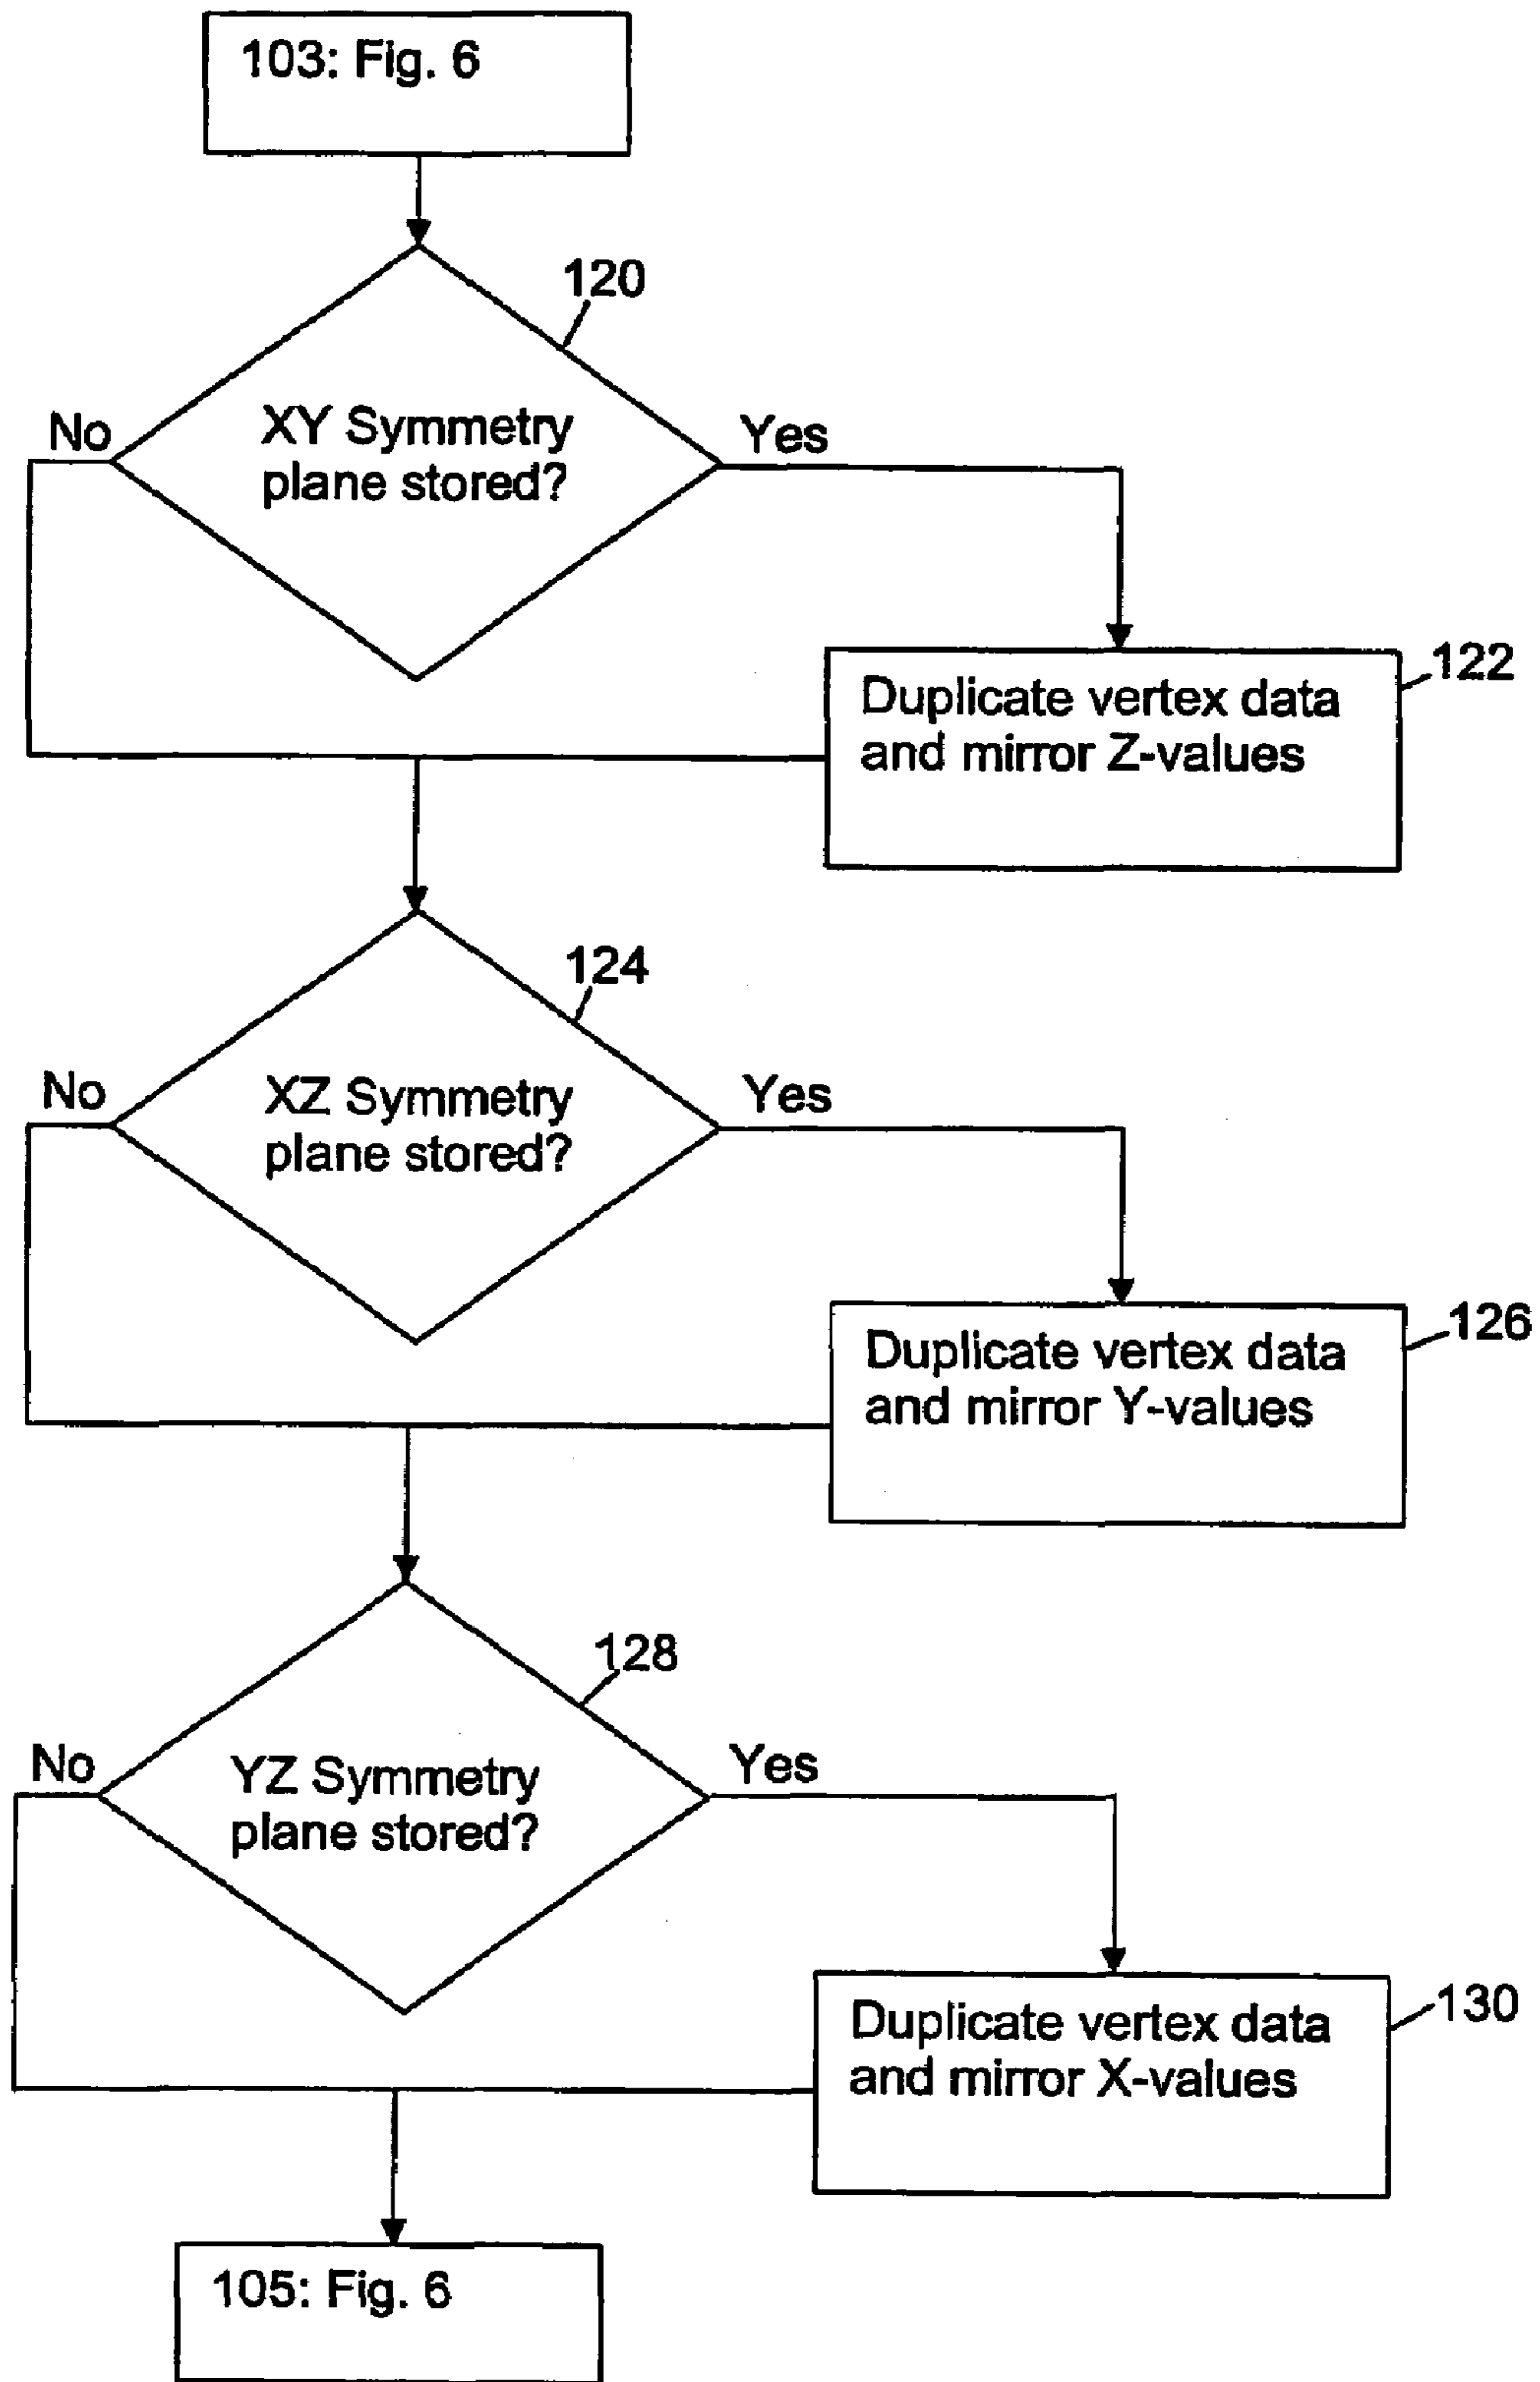 103: Fig. 6
120
No
XY Symmetry
plane stored?
Yes
122
Duplicate vertex data
and mirror Z-values
124
No
XZ Symmetry
plane stored?
Yes
126
Duplicate vertex data
and mirror Y-values
128
No
YZ Symmetry
plane stored?
Yes
130
Duplicate vertex data
and mirror X-values
105: Fig. 6